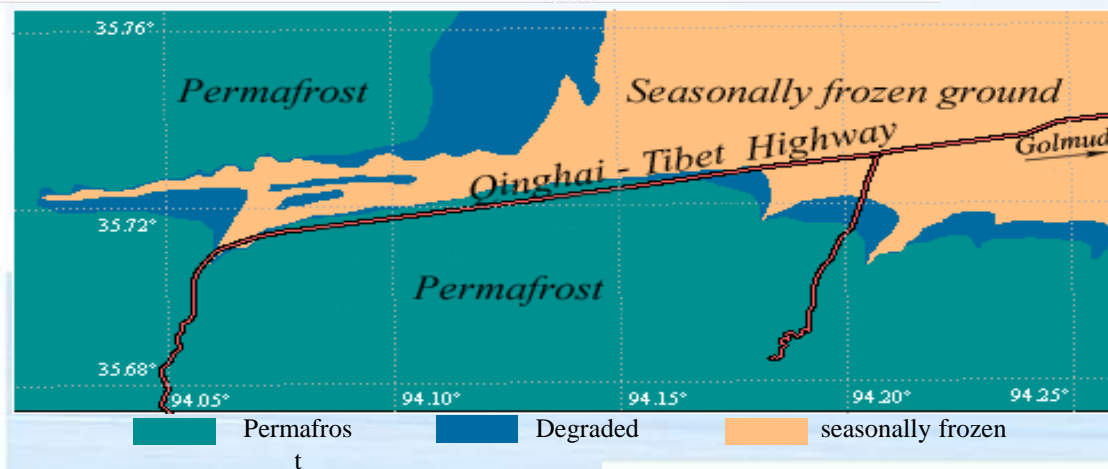 35.76°
Permafrost
Seasonally frozen ground
Qinghai - Tibet Highway
Golmud
35.72°
Permafrost
35.68°
94.05° 94.10° 94.15° 94.20° 94.25°
Permafros Degraded seasonally frozen
t